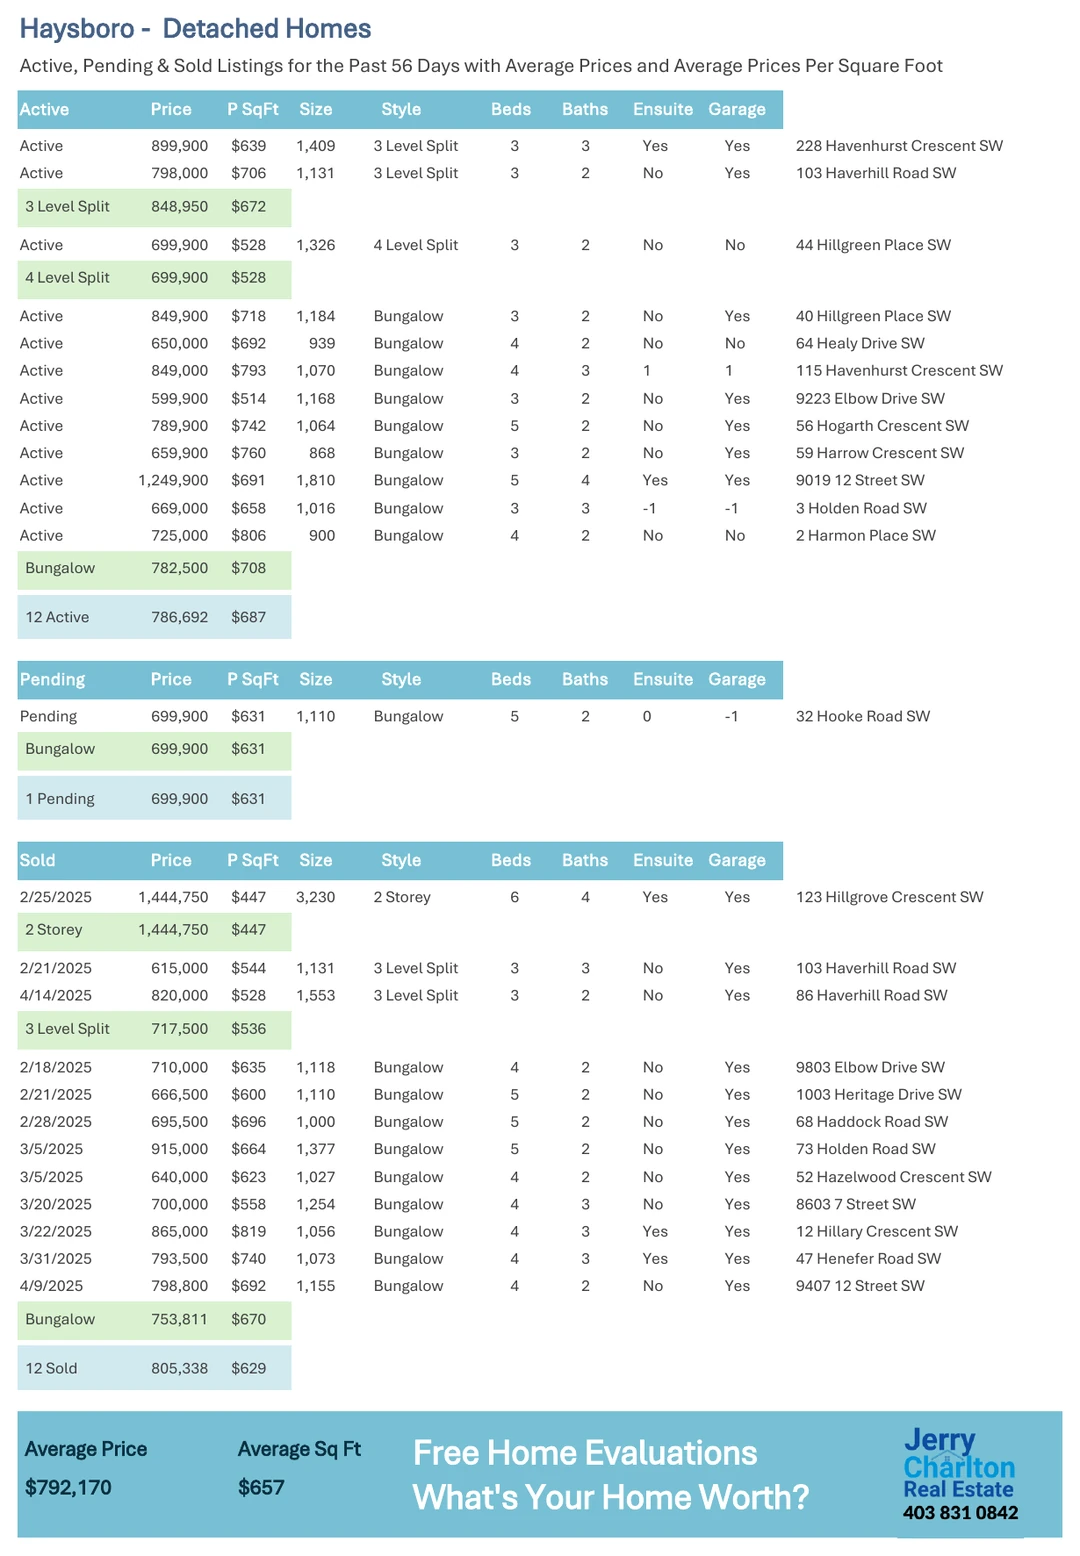 Haysboro - Detached Homes
Active, Pending & Sold Listings for the Past 56 Days with Average Prices and Average Prices Per Square Foot
Active Price P SqFt Size Style Beds Baths Ensuite Garage
Active 899,900 $639 1,409 3 Level Split 3 3 Yes Yes 228 Havenhurst Crescent SW
Active 798,000 $706 1,131 3 Level Split 3 2 No Yes 103 Haverhill Road SW
3 Level Split 848,950 $672
Active 699,900 $528 1,326 4 Level Split 3 2 No No 44 Hillgreen Place SW
4 Level Split 699,900 $528
Active 849,900 $718 1,184 Bungalow 3 2 No Yes 40 Hillgreen Place SW
Active 650,000 $692 939 Bungalow 4 2 No No 64 Healy Drive SW
Active 849,000 $793 1,070 Bungalow 4 3 1 1 115 Havenhurst Crescent SW
Active 599,900 $514 1,168 Bungalow 3 2 No Yes 9223 Elbow Drive SW
Active 789,900 $742 1,064 Bungalow 5 2 No Yes 56 Hogarth Crescent SW
Active 659,900 $760 868 Bungalow 3 2 No Yes 59 Harrow Crescent SW
Active 1,249,900 $691 1,810 Bungalow 5 4 Yes Yes 9019 12 Street SW
Active 669,000 $658 1,016 Bungalow 3 3 -1 -1 3 Holden Road SW
Active 725,000 $806 900 Bungalow 4 2 No No 2 Harmon Place SW
Bungalow 782,500 $708
12 Active 786,692 $687
Pending Price P SqFt Size Style Beds Baths Ensuite Garage
Pending 699,900 $631 1,110 Bungalow 5 2 0 -1 32 Hooke Road SW
Bungalow 699,900 $631
1 Pending 699,900 $631
Sold Price P SqFt Size Style Beds Baths Ensuite Garage
2/25/2025 1,444,750 $447 3,230 2 Storey 6 4 Yes Yes 123 Hillgrove Crescent SW
2 Storey 1,444,750 $447
2/21/2025 615,000 $544 1,131 3 Level Split 3 3 No Yes 103 Haverhill Road SW
4/14/2025 820,000 $528 1,553 3 Level Split 3 2 No Yes 86 Haverhill Road SW
3 Level Split 717,500 $536
2/18/2025 710,000 $635 1,118 Bungalow 4 2 No Yes 9803 Elbow Drive SW
2/21/2025 666,500 $600 1,110 Bungalow 5 2 No Yes 1003 Heritage Drive SW
2/28/2025 695,500 $696 1,000 Bungalow 5 2 No Yes 68 Haddock Road SW
3/5/2025 915,000 $664 1,377 Bungalow 5 2 No Yes 73 Holden Road SW
3/5/2025 640,000 $623 1,027 Bungalow 4 2 No Yes 52 Hazelwood Crescent SW
3/20/2025 700,000 $558 1,254 Bungalow 4 3 No Yes 8603 7 Street SW
3/22/2025 865,000 $819 1,056 Bungalow 4 3 Yes Yes 12 Hillary Crescent SW
3/31/2025 793,500 $740 1,073 Bungalow 4 3 Yes Yes 47 Henefer Road SW
4/9/2025 798,800 $692 1,155 Bungalow 4 2 No Yes 9407 12 Street SW
Bungalow 753,811 $670
12 Sold 805,338 $629
Average Price Average Sq Ft
$792,170 $657
Free Home Evaluations
What's Your Home Worth?
Jerry
Charlton
Real Estate
403 831 0842